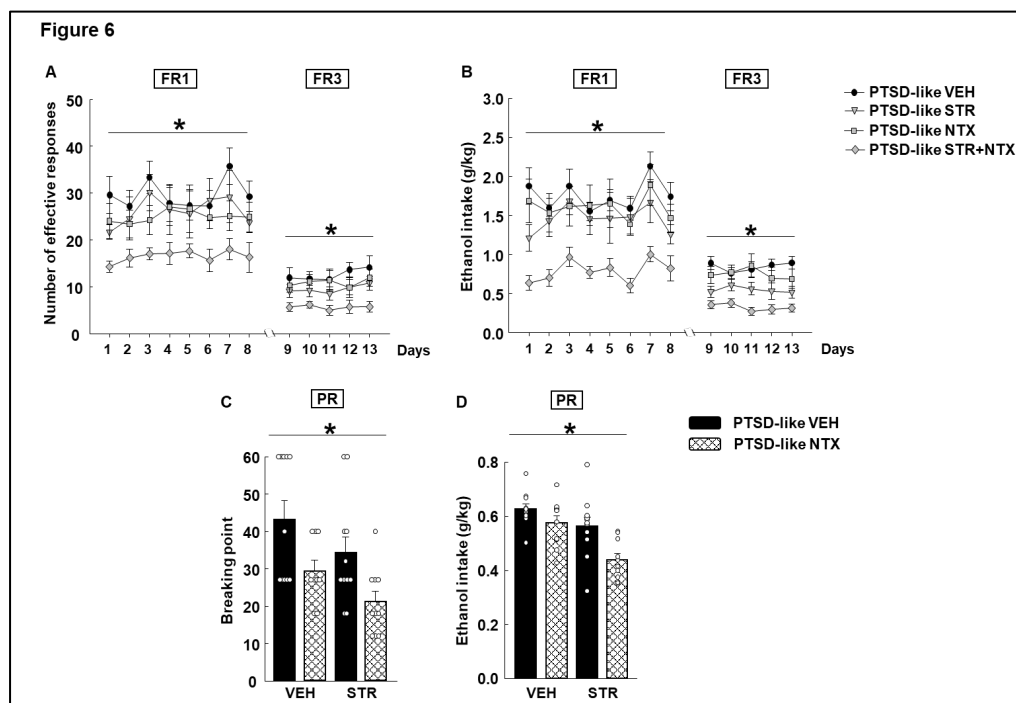 Figure 6
A
FR1
FR3
Number of effective responses
50
40
30
20
10
0
*
*
1 2 3 4 5 6 7 8 9 10 11 12 13 Days
B
FR1
FR3
Ethanol intake (g/kg)
3.0
2.5
2.0
1.5
1.0
0.5
0.0
*
*
1 2 3 4 5 6 7 8 9 10 11 12 13 Days
PTSD-like VEH
PTSD-like STR
PTSD-like NTX
PTSD-like STR+NTX
C
PR
*
Breaking point
60
50
40
30
20
10
0
VEH STR
D
PR
*
Ethanol intake (g/kg)
0.8
0.6
0.4
0.2
0.0
VEH STR
PTSD-like VEH
PTSD-like NTX